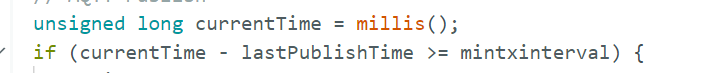 unsigned long currentTime = millis();
if (currentTime - lastPublishTime >= mintxinterval) {